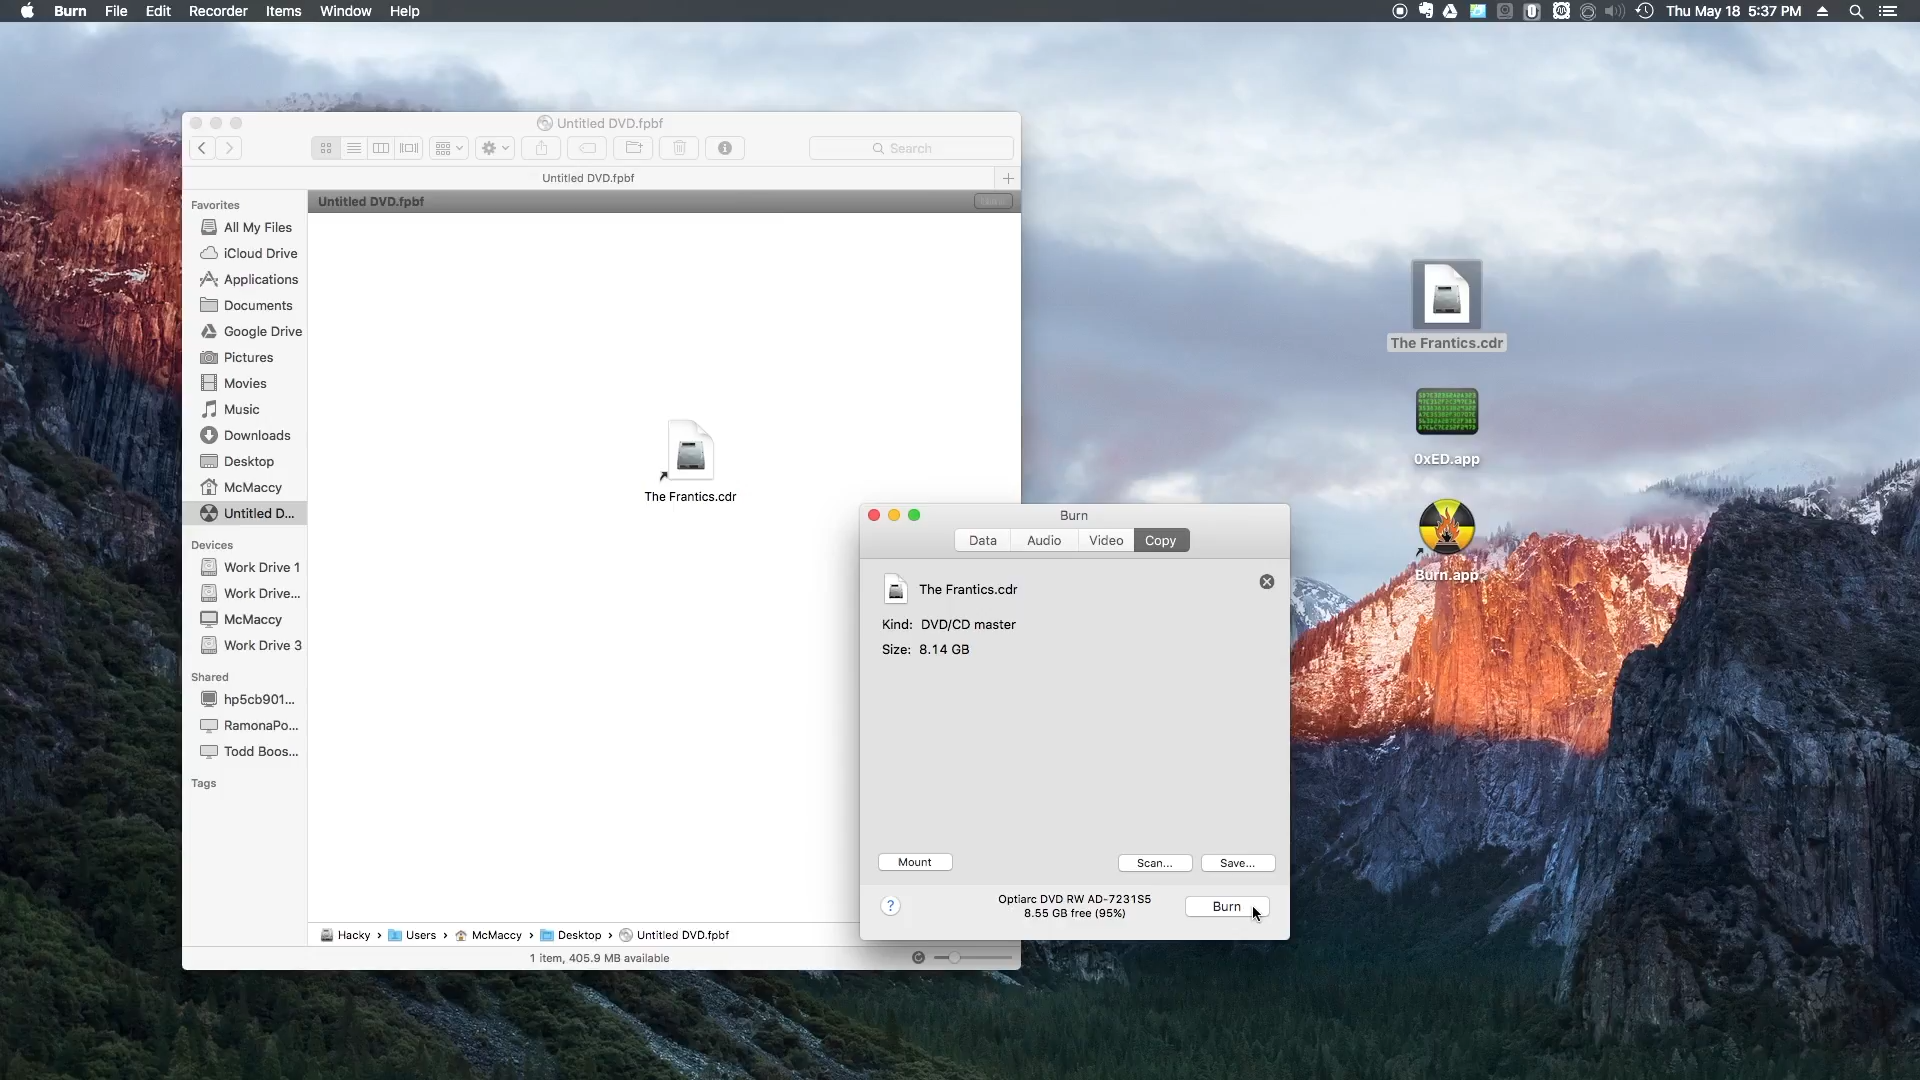 Burn File Edit Recorder Items Window Help
Thu May 18 5:37 PM
Untitled DVD.fpbf
Search
Untitled DVD.fpbf
Untitled DVD.fpbf
Favorites
All My Files
iCloud Drive
Applications
Documents
Google Drive
Pictures
Movies
Music
Downloads
Desktop
McMaccy
Untitled D...
Devices
Work Drive 1
Work Drive...
McMaccy
Work Drive 3
Shared
hp5cb901...
RamonaPo...
Todd Boos...
Tags
The Frantics.cdr
Hacky › Users › McMaccy › Desktop › Untitled DVD.fpbf
1 item, 405.9 MB available
Burn
Data Audio Video Copy
The Frantics.cdr
Kind: DVD/CD master
Size: 8.14 GB
Mount Scan... Save...
? Optiarc DVD RW AD-7231S5
8.55 GB free (95%)
Burn
The Frantics.cdr
0xED.app
Burn.app